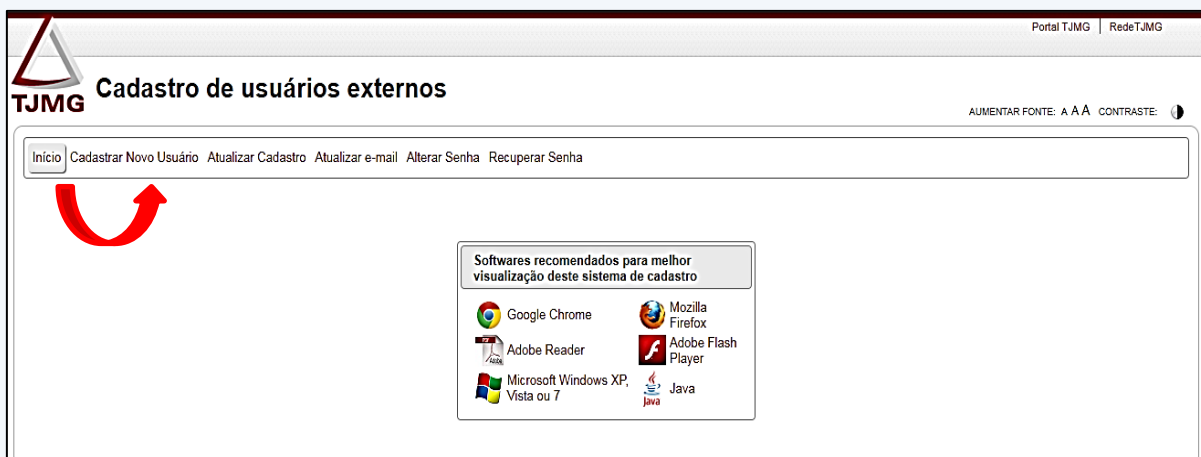 Portal TJMG RedeTJMG
TJMG
Cadastro de usuários externos
AUMENTAR FONTE: A A A CONTRASTE:
Início Cadastrar Novo Usuário Atualizar Cadastro Atualizar e-mail Alterar Senha Recuperar Senha
Softwares recomendados para melhor
visualização deste sistema de cadastro
Google Chrome
Mozilla
Firefox
Adobe Reader
Adobe Flash
Player
Microsoft Windows XP,
Vista ou 7
Java
Java